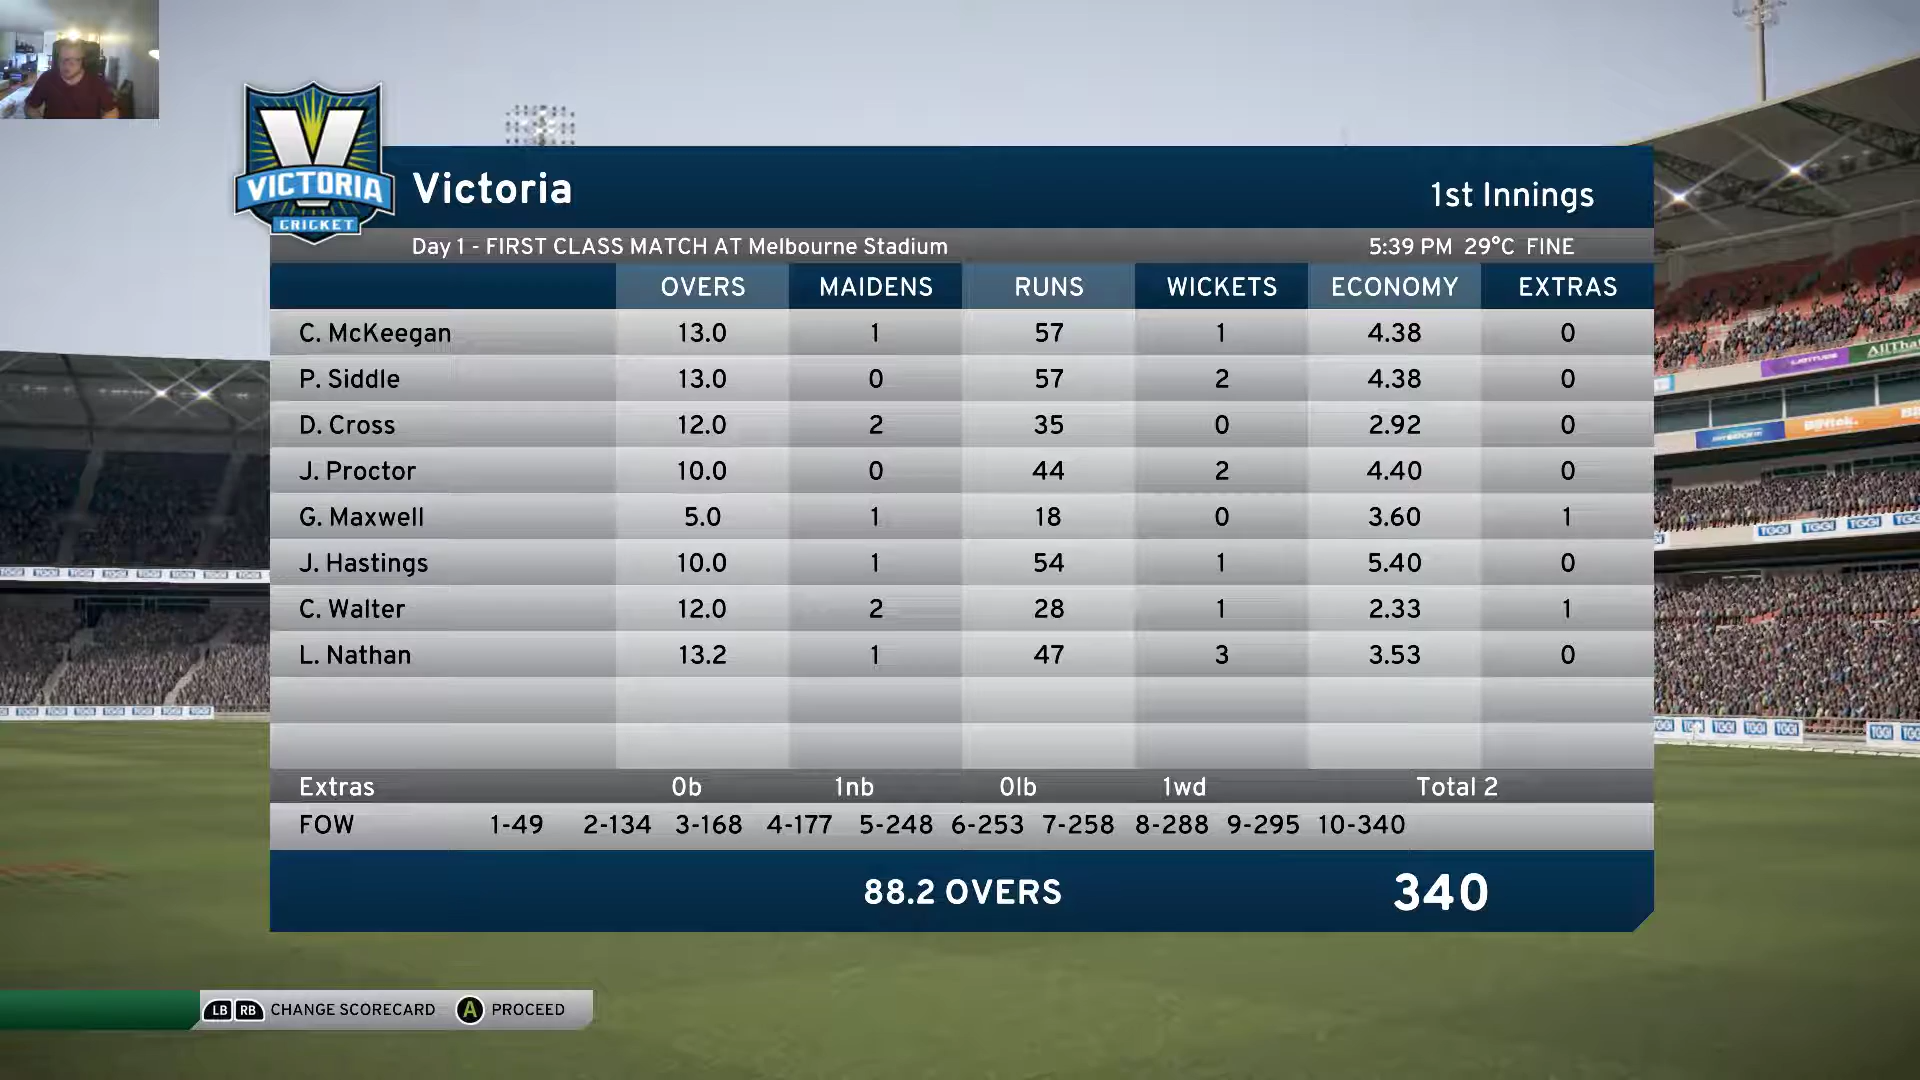 VICTORIA
CRICKET
Victoria
1st Innings
Day 1 - FIRST CLASS MATCH AT Melbourne Stadium
5:39 PM 29°C FINE
OVERS MAIDENS RUNS WICKETS ECONOMY EXTRAS
C. McKeegan 13.0 1 57 1 4.38 0
P. Siddle 13.0 0 57 2 4.38 0
D. Cross 12.0 2 35 0 2.92 0
J. Proctor 10.0 0 44 2 4.40 0
G. Maxwell 5.0 1 18 0 3.60 1
J. Hastings 10.0 1 54 1 5.40 0
C. Walter 12.0 2 28 1 2.33 1
L. Nathan 13.2 1 47 3 3.53 0
Extras 0b 1nb 0lb 1wd Total 2
FOW 1-49 2-134 3-168 4-177 5-248 6-253 7-258 8-288 9-295 10-340
88.2 OVERS 340
LB RB CHANGE SCORECARD A PROCEED
TGGI TGGI TGGI
TGGI TGGI TGGI